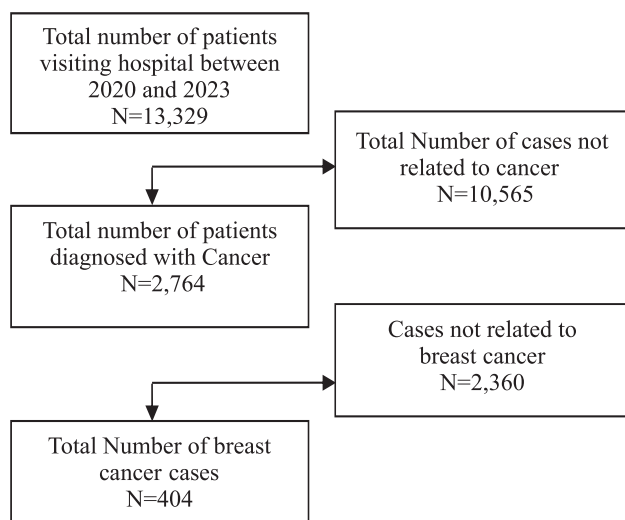 Total number of patients
visiting hospital between
2020 and 2023
N=13,329
Total Number of cases not
related to cancer
N=10,565
Total number of patients
diagnosed with Cancer
N=2,764
Cases not related to
breast cancer
N=2,360
Total Number of breast
cancer cases
N=404